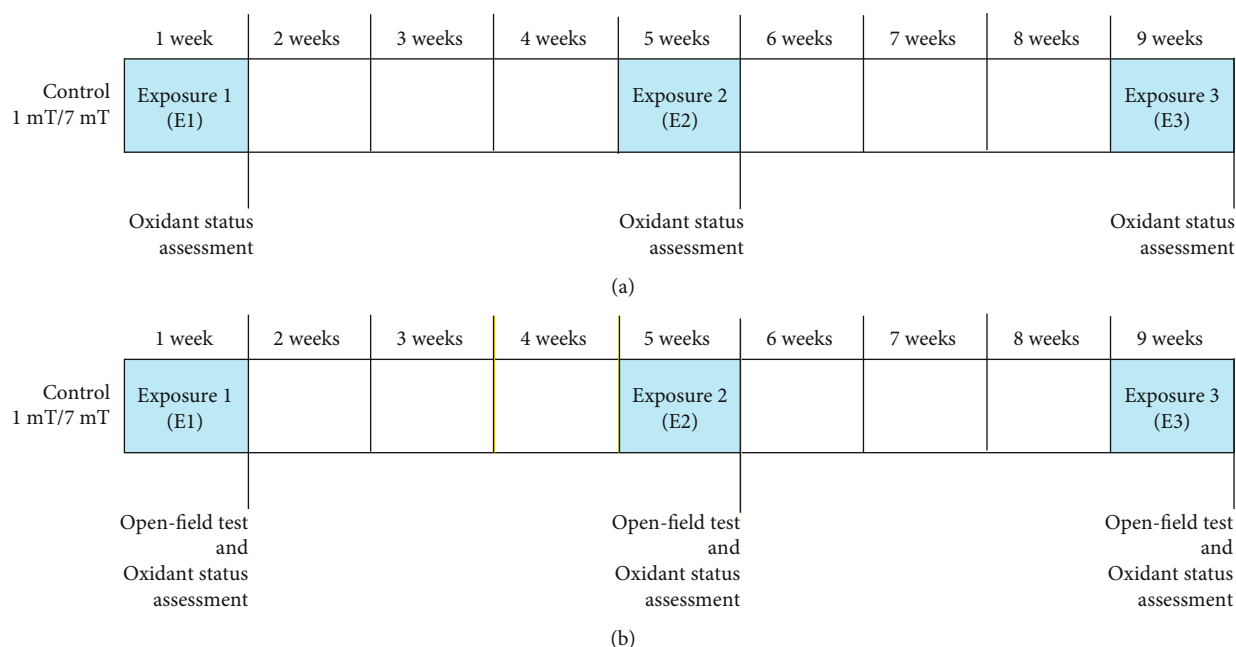 1 week 2 weeks 3 weeks 4 weeks 5 weeks 6 weeks 7 weeks 8 weeks 9 weeks
Control
1 mT/7 mT
Exposure 1
(E1)
Exposure 2
(E2)
Exposure 3
(E3)
Oxidant status
assessment
Oxidant status
assessment
Oxidant status
assessment
(a)
1 week 2 weeks 3 weeks 4 weeks 5 weeks 6 weeks 7 weeks 8 weeks 9 weeks
Control
1 mT/7 mT
Exposure 1
(E1)
Exposure 2
(E2)
Exposure 3
(E3)
Open-field test
and
Oxidant status
assessment
Open-field test
and
Oxidant status
assessment
Open-field test
and
Oxidant status
assessment
(b)